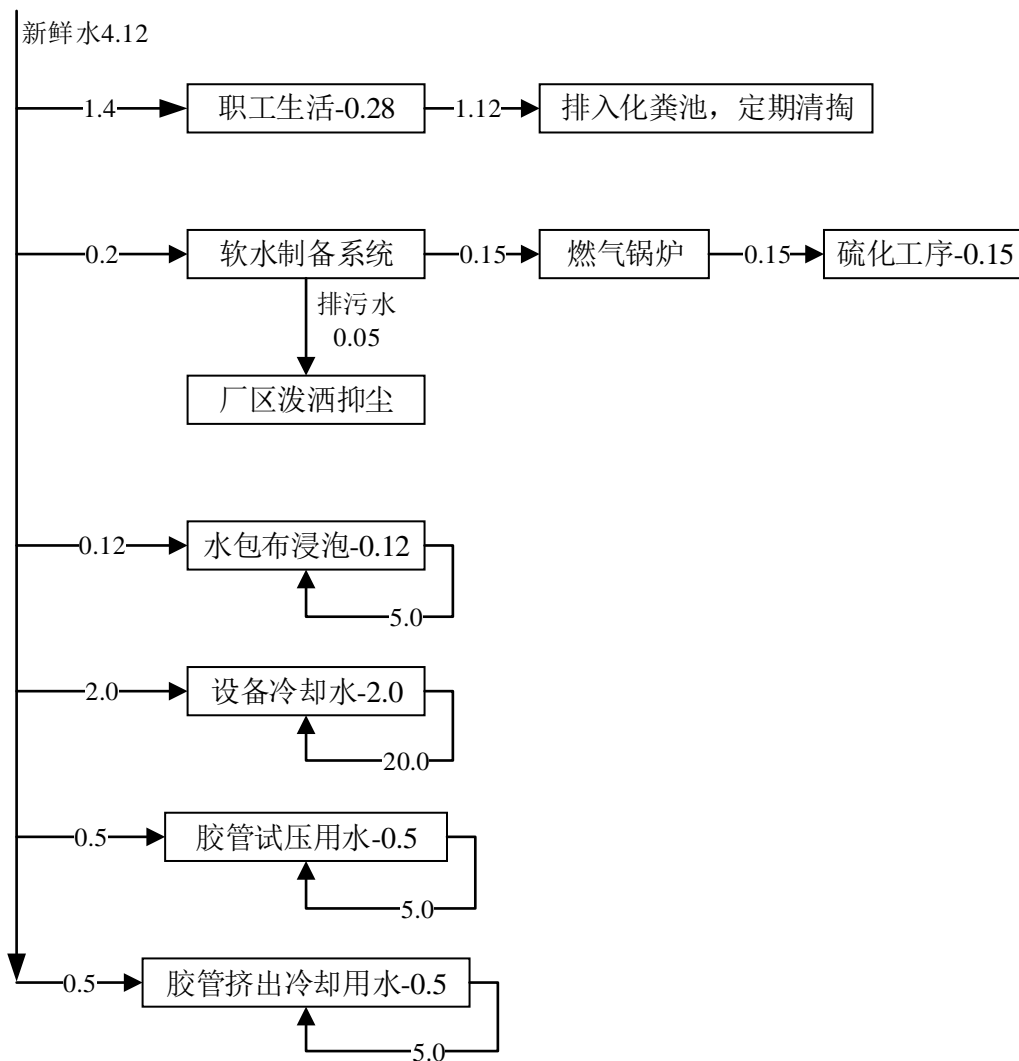 新鲜水4.12
1.4
职工生活-0.28
1.12
排入化粪池，定期清掏
0.2
软水制备系统
0.15
燃气锅炉
0.15
硫化工序-0.15
排污水
0.05
厂区泼洒抑尘
0.12
水包布浸泡-0.12
5.0
2.0
设备冷却水-2.0
20.0
0.5
胶管试压用水-0.5
5.0
0.5
胶管挤出冷却用水-0.5
5.0